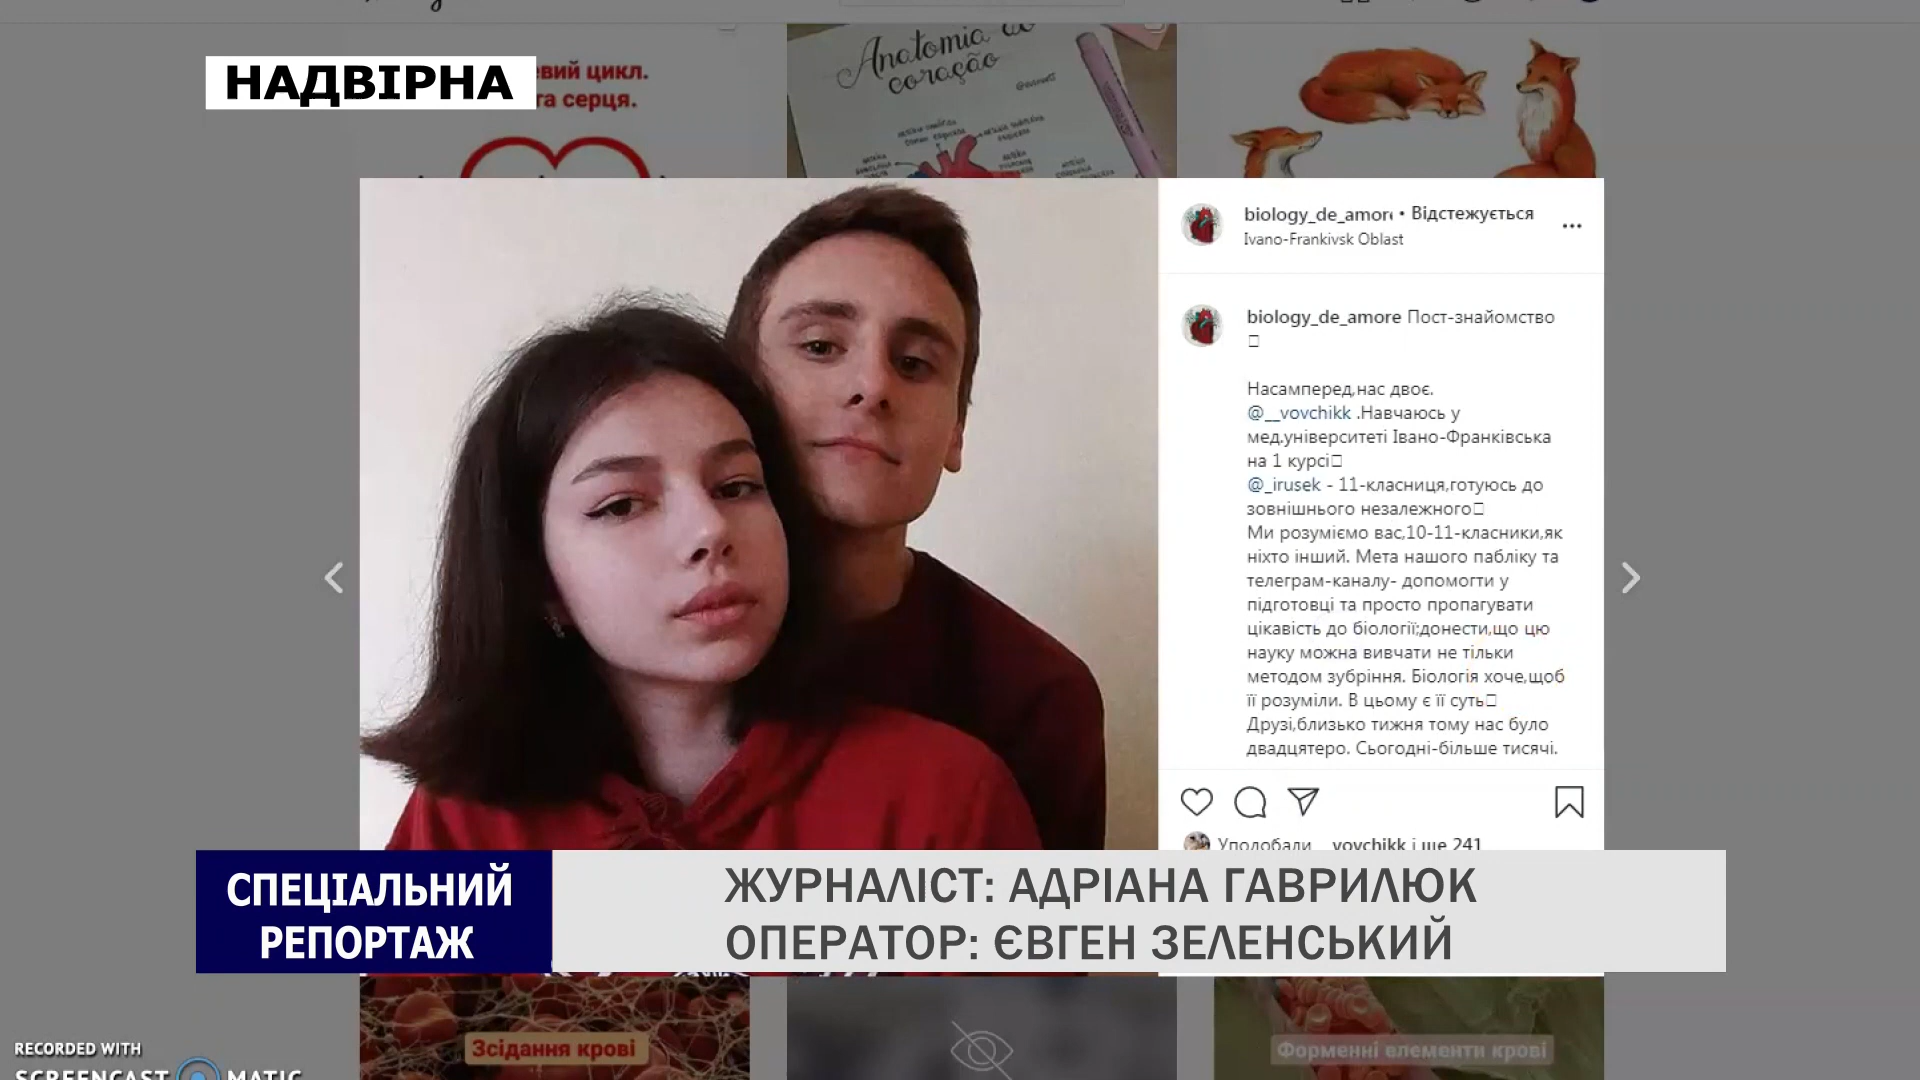 НАДВІРНА
евий цикл.
та серця.
Anatomia do
coração
biology_de_amore • Відстежується
Ivano-Frankivsk Oblast
biology_de_amore Пост-знайомство
Насамперед,нас двоє.
@__vovchikk .Навчаюсь у
мед.університеті Івано-Франківська
на 1 курсі
@_irusek - 11-класниця,готуюсь до
зовнішнього незалежного
Ми розуміємо вас,10-11-класники,як
ніхто інший. Мета нашого пабліку та
телеграм-каналу- допомогти у
підготовці та просто пропагувати
цікавість до біології;донести,що цю
науку можна вивчати не тільки
методом зубріння. Біологія хоче,щоб
її розуміли. В цьому є її суть
Друзі,близько тижня тому нас було
двадцятеро. Сьогодні-більше тисячі.
Уподобали __vovchikk і ще 241
СПЕЦІАЛЬНИЙ
РЕПОРТАЖ
ЖУРНАЛІСТ: АДРІАНА ГАВРИЛЮК
ОПЕРАТОР: ЄВГЕН ЗЕЛЕНСЬКИЙ
Зсідання крові
Форменні елементи крові
RECORDED WITH
SCREENCAST MATIC